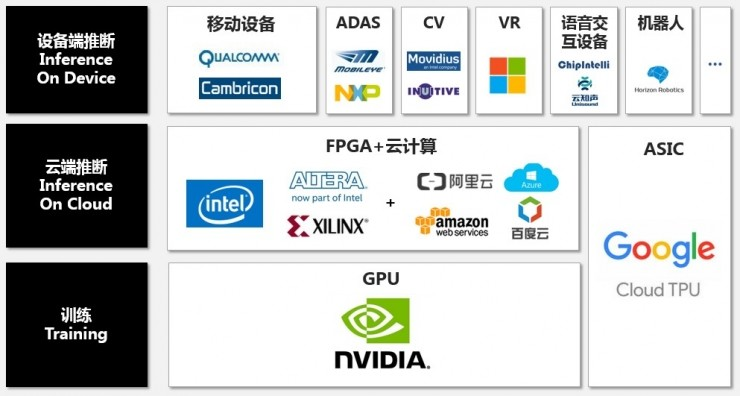 设备端推断
Inference
On Device
移动设备
QUALCOMM
Cambricon
ADAS
MOBILEYE
NXP
CV
Movidius
an Intel company
INUITIVE
VR
语音交
互设备
ChipIntelli
云知声
Unisound
机器人
Horizon Robotics
...
云端推断
Inference
On Cloud
FPGA+云计算
intel
ALTERA
now part of Intel
XILINX
+
阿里云
Azure
amazon
web services
百度云
ASIC
Google
Cloud TPU
训练
Training
GPU
NVIDIA